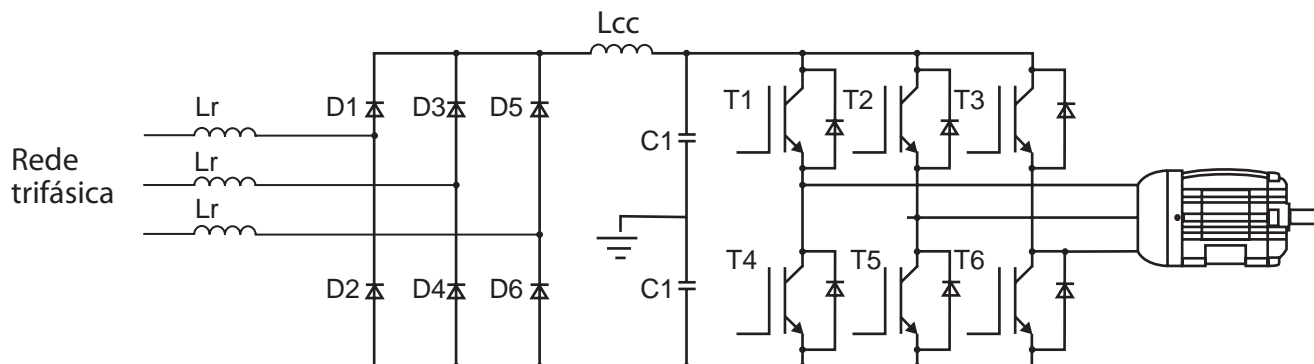 Lcc
Lr
D1 D3 D5
T1 T2 T3
C1
Rede
trifásica
Lr
Lr
D2 D4 D6
C1
T4 T5 T6